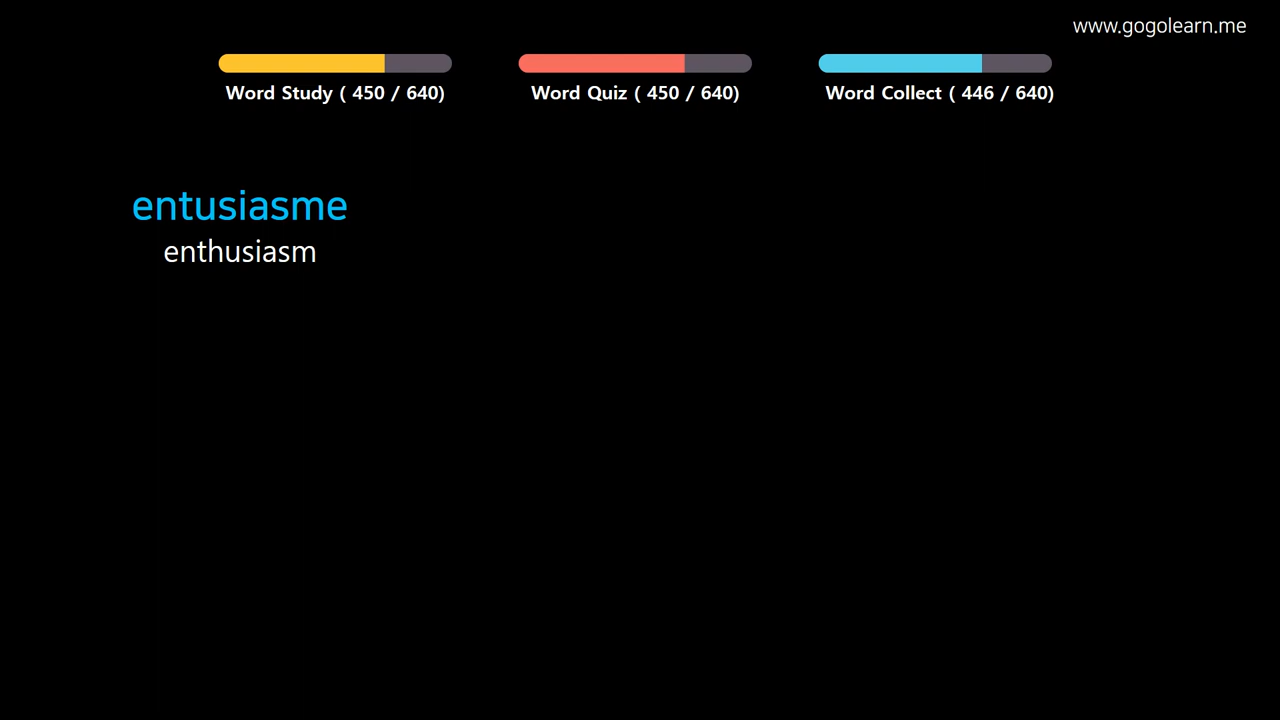 www.gogolearn.me
Word Study ( 450 / 640)
Word Quiz ( 450 / 640)
Word Collect ( 446 / 640)
entusiasme
enthusiasm